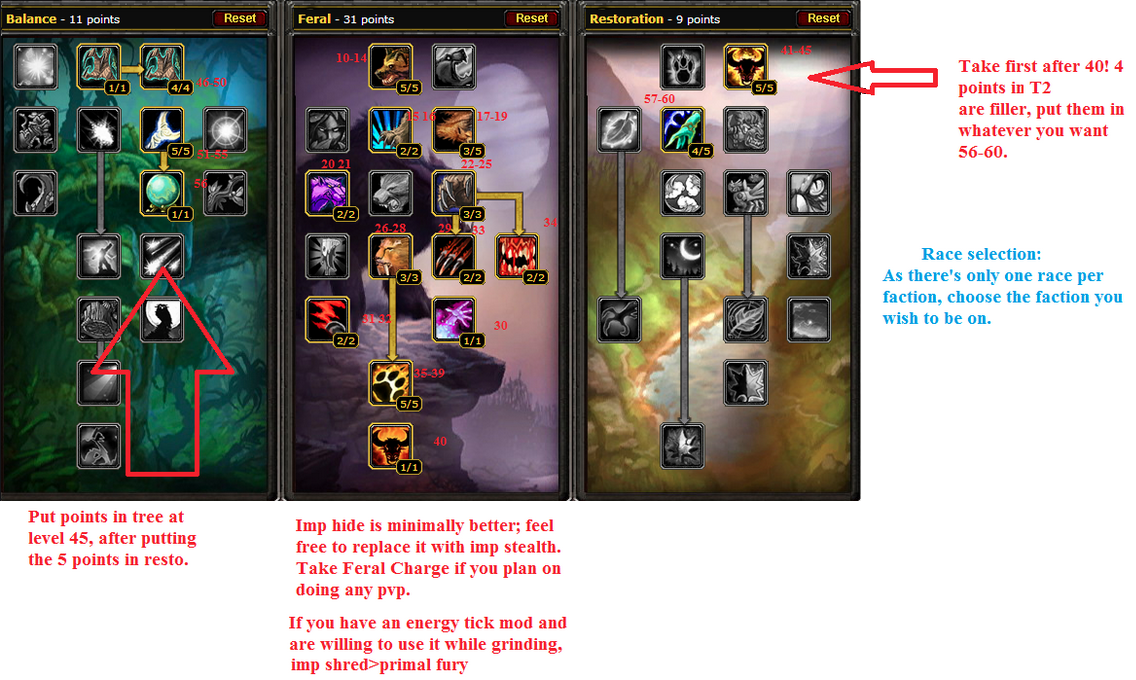 Balance - 11 points
Reset
Feral - 31 points
Reset
Restoration - 9 points
Reset
1/1
4/4
46-50
10-14
5/5
41-45
5/5
Take first after 40! 4
points in T2
are filler, put them in
whatever you want
56-60.
5/5
51-55
15 16
2/2
17-19
3/5
57-60
4/5
56
1/1
20 21
2/2
22-25
3/3
26-28
3/3
29
33
2/2
34
2/2
Race selection:
As there's only one race per
faction, choose the faction you
wish to be on.
31-32
2/2
30
1/1
35-39
5/5
40
1/1
Put points in tree at
level 45, after putting
the 5 points in resto.
Imp hide is minimally better; feel
free to replace it with imp stealth.
Take Feral Charge if you plan on
doing any pvp.
If you have an energy tick mod and
are willing to use it while grinding,
imp shred>primal fury